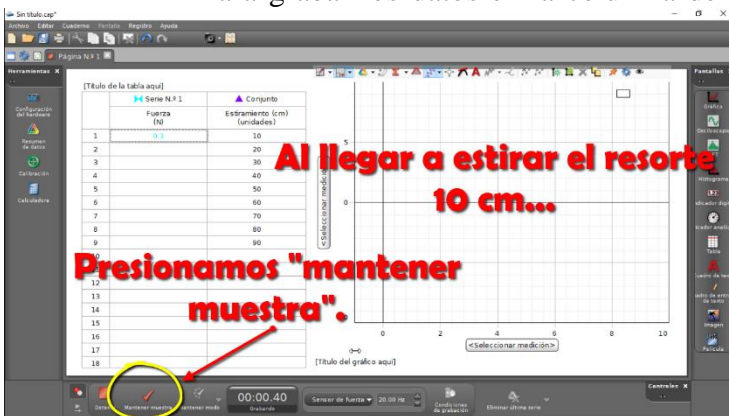 Sin título.cap*
Archivo Editar Cuaderno Pantalla Registro Ayuda
Página N.º 1
Herramientas
Pantallas
Configuración
del hardware
Resumen
de datos
Calibración
Calculadora
[Título de la tabla aquí]
Serie N.º 1 Conjunto
Fuerza
(N)
Estiramiento (cm)
(unidades)
1 0.3 10
2 20
3 30
4 40
5 50
6 60
7 70
8 80
9 90
12
13
14
15
16
17
18
Al llegar a estirar el resorte
10 cm...
Presionamos "mantener
muestra".
5
0
0 2 4 6 8 10
<Seleccionar medición>
[Título del gráfico aquí]
Gráfica
Histograma
Tabla
Imagen
Película
Mantener muestra
00:00.40
Grabando
Sensor de fuerza 20.00 Hz
Condiciones
de grabación
Eliminar última serie
Controles